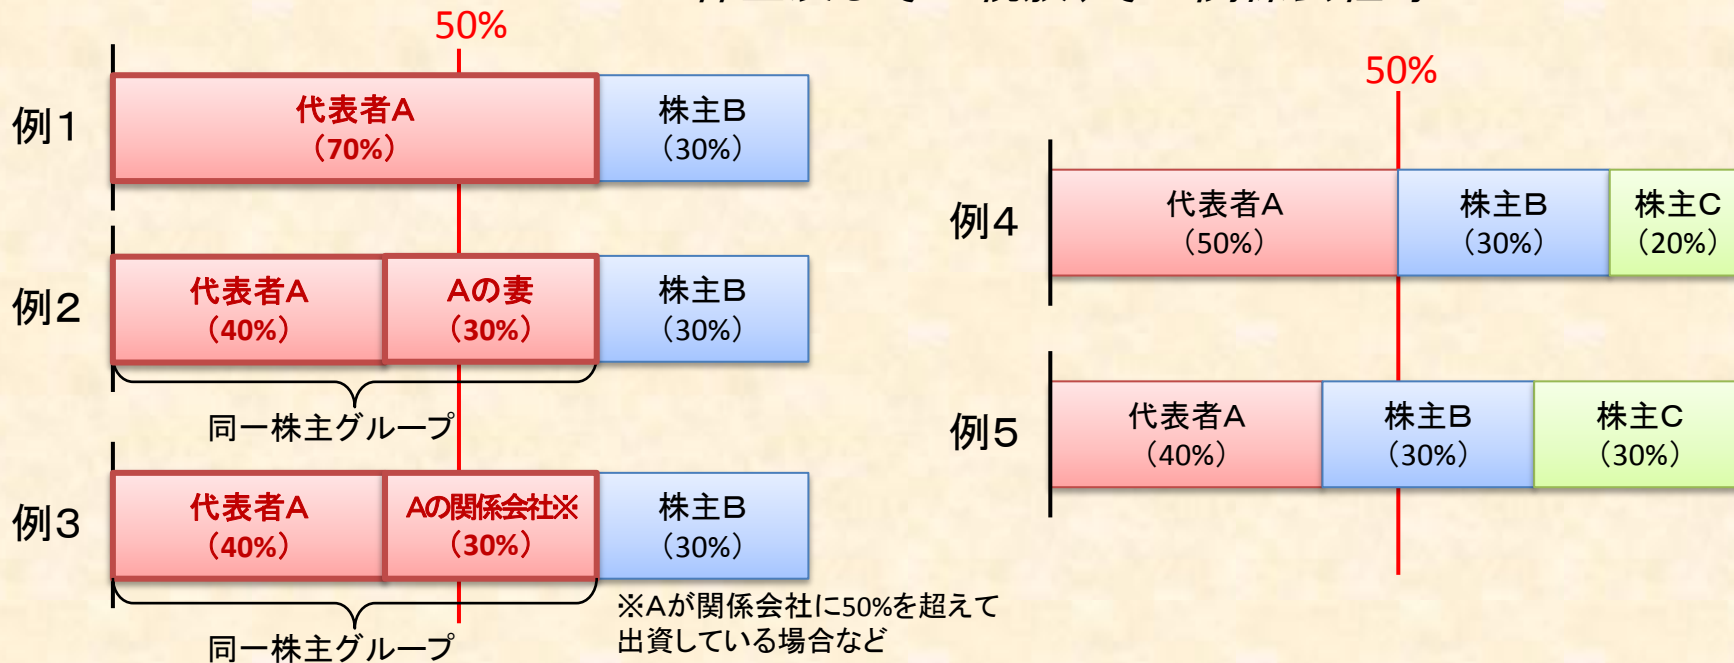 50%
例1
代表者A
（70%）
株主B
（30%）
例2
代表者A
（40%）
Aの妻
（30%）
株主B
（30%）
同一株主グループ
例3
代表者A
（40%）
Aの関係会社※
（30%）
株主B
（30%）
同一株主グループ
※Aが関係会社に50%を超えて
出資している場合など
50%
例4
代表者A
（50%）
株主B
（30%）
株主C
（20%）
例5
代表者A
（40%）
株主B
（30%）
株主C
（30%）